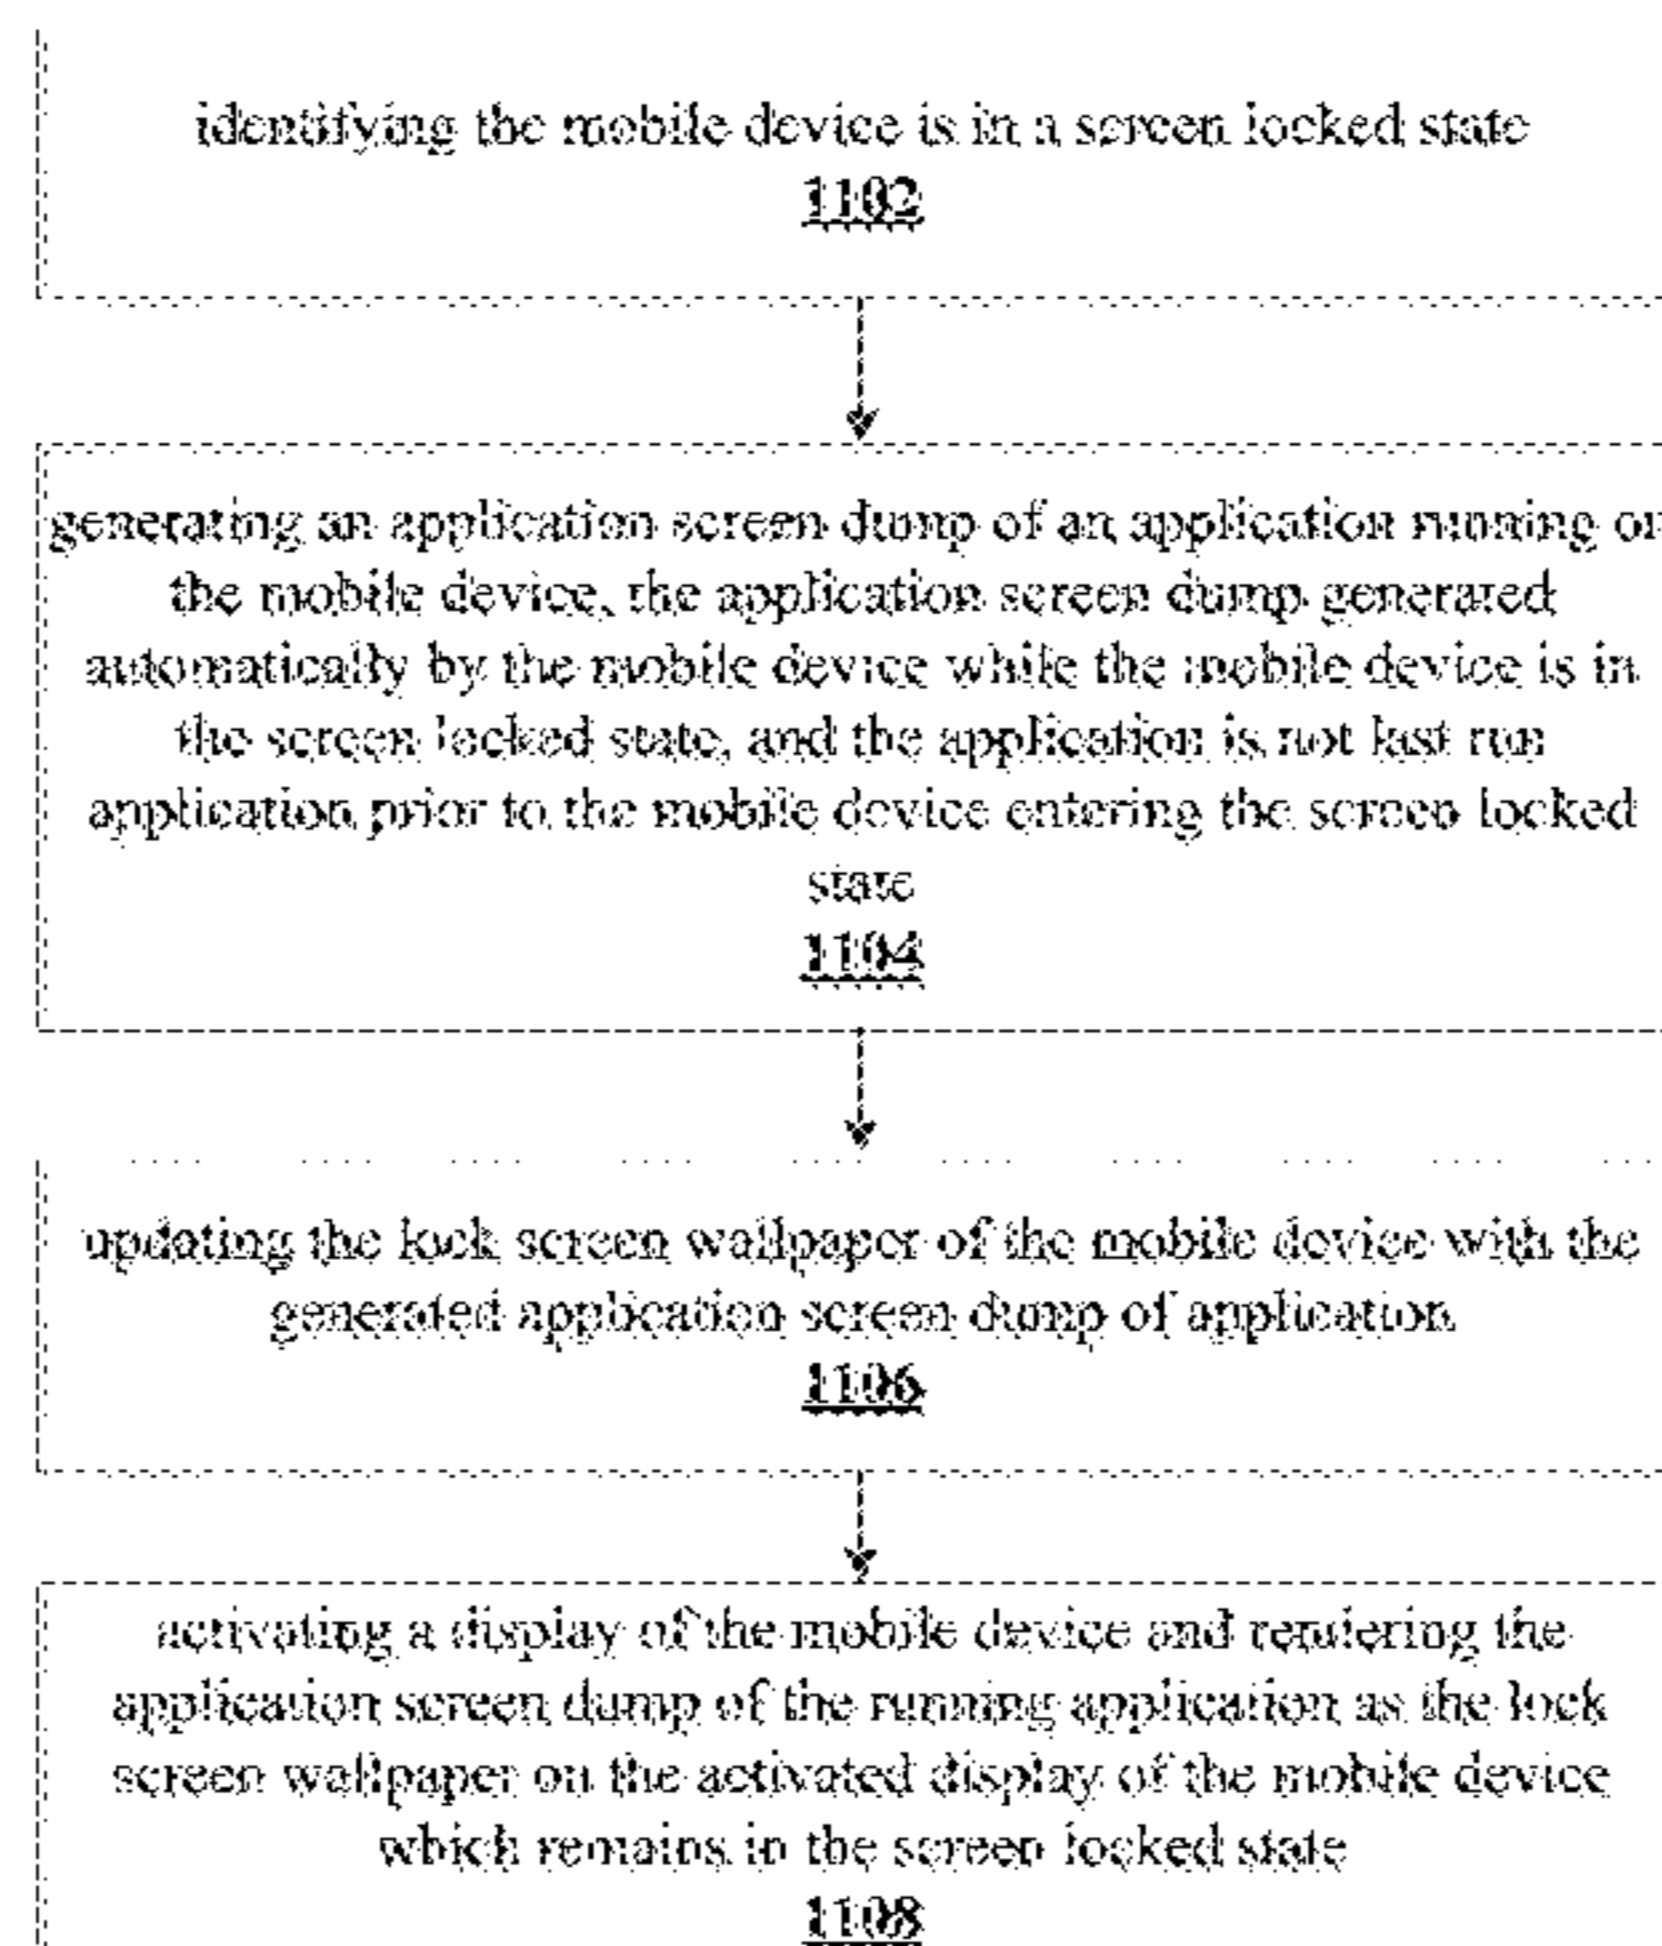 identifying the mobile device is in a screen locked state
1102
generating an application screen dump of an application running on
the mobile device, the application screen dump generated
automatically by the mobile device while the mobile device is in
the screen locked state, and the application is not last run
application prior to the mobile device entering the screen locked
state
1104
updating the lock screen wallpaper of the mobile device with the
generated application screen dump of application
1106
activating a display of the mobile device and rendering the
application screen dump of the running application as the lock
screen wallpaper on the activated display of the mobile device
which remains in the screen locked state
1108